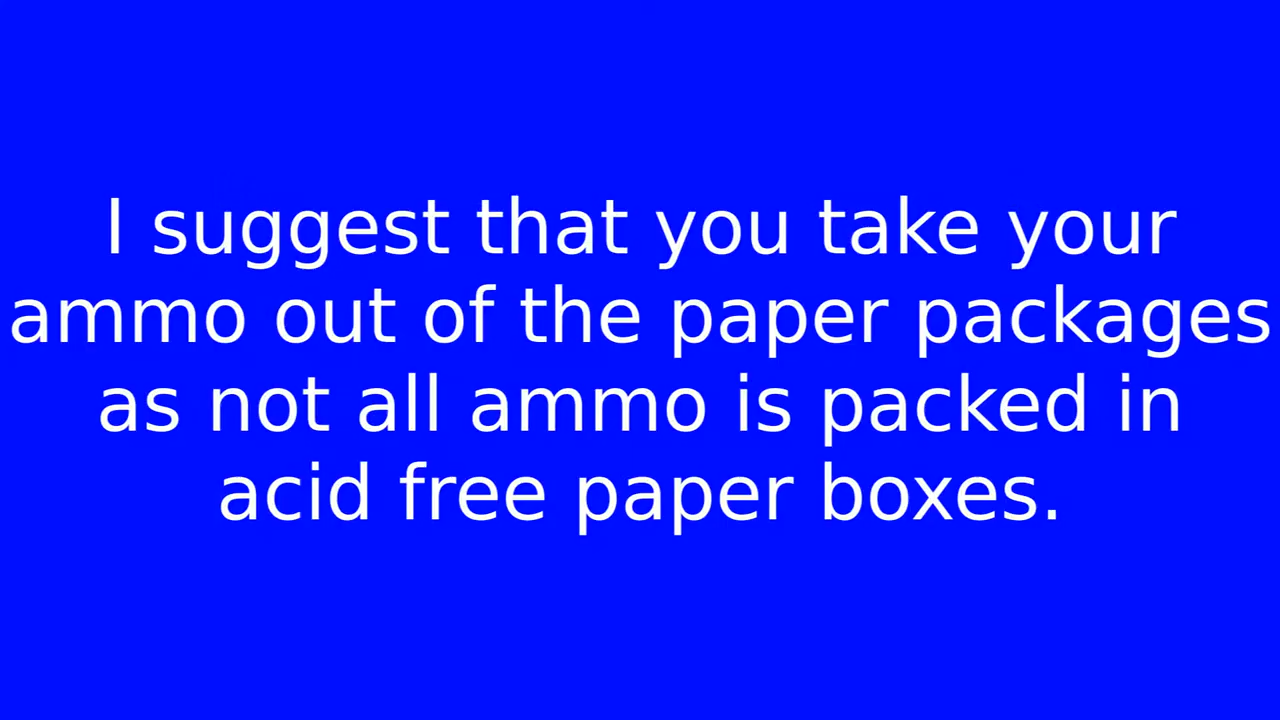 I suggest that you take your
ammo out of the paper packages
as not all ammo is packed in
acid free paper boxes.